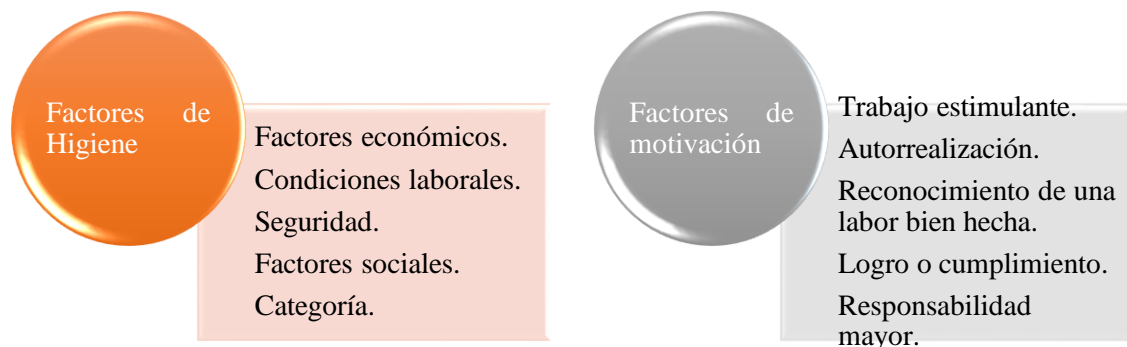 Factores de
Higiene
Factores económicos.
Condiciones laborales.
Seguridad.
Factores sociales.
Categoría.
Factores de
motivación
Trabajo estimulante.
Autorrealización.
Reconocimiento de una
labor bien hecha.
Logro o cumplimiento.
Responsabilidad
mayor.